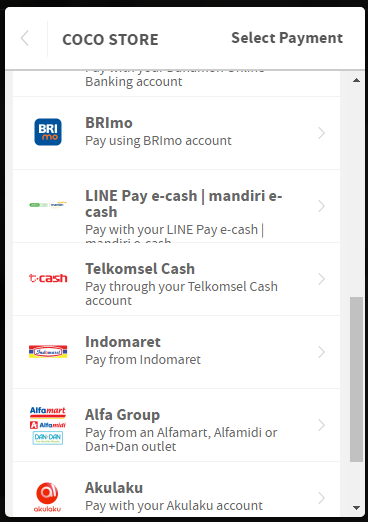 COCO STORE
Select Payment
Pay with your Danamon Online
Banking account
BRI
mo
BRImo
Pay using BRImo account
LINE Pay e-cash | mandiri e-
cash
Pay with your LINE Pay e-cash |
mandiri e-cash
t-cash
Telkomsel Cash
Pay through your Telkomsel Cash
account
Indomaret
Indomaret
Pay from Indomaret
Alfamart
Alfamidi
DAN+DAN
Alfa Group
Pay from an Alfamart, Alfamidi or
Dan+Dan outlet
akulaku
Akulaku
Pay with your Akulaku account